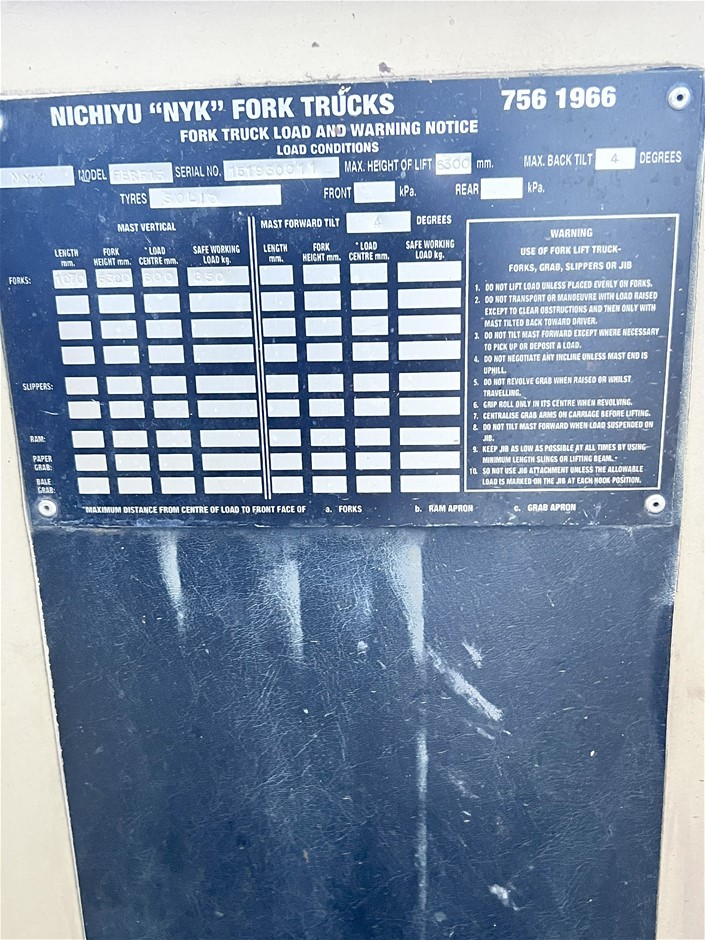 NICHIYU "NYK" FORK TRUCKS 756 1966
FORK TRUCK LOAD AND WARNING NOTICE
LOAD CONDITIONS
NYK MODEL SERIAL NO. MAX. HEIGHT OF LIFT 5300 mm. MAX. BACK TILT 4 DEGREES
TYRES SOLID FRONT kPa. REAR kPa.
MAST VERTICAL
MAST FORWARD TILT 4 DEGREES
LENGTH mm. FORK HEIGHT mm. LOAD CENTRE mm. SAFE WORKING LOAD kg. LENGTH mm. FORK HEIGHT mm. LOAD CENTRE mm. SAFE WORKING LOAD kg.
FORKS: 1070 5300 600 850
SLIPPERS:
RAM:
PAPER GRAB:
BALE GRAB:
WARNING
USE OF FORK LIFT TRUCK-
FORKS, GRAB, SLIPPERS OR JIB
1. DO NOT LIFT LOAD UNLESS PLACED EVENLY ON FORKS.
2. DO NOT TRANSPORT OR MANOEUVRE WITH LOAD RAISED
EXCEPT TO CLEAR OBSTRUCTIONS AND THEN ONLY WITH
MAST TILTED BACK TOWARD DRIVER.
3. DO NOT TILT MAST FORWARD EXCEPT WHERE NECESSARY
TO PICK UP OR DEPOSIT A LOAD.
4. DO NOT NEGOTIATE ANY INCLINE UNLESS MAST END IS
UPHILL.
5. DO NOT REVOLVE GRAB WHEN RAISED OR WHILST
TRAVELLING.
6. GRIP ROLL ONLY IN ITS CENTRE WHEN REVOLVING.
7. CENTRALISE GRAB ARMS ON CARRIAGE BEFORE LIFTING.
8. DO NOT TILT MAST FORWARD WHEN LOAD SUSPENDED ON
JIB.
9. KEEP JIB AS LOW AS POSSIBLE AT ALL TIMES BY USING
MINIMUM LENGTH SLINGS OR LIFTING BEAM.
10. SO NOT USE JIB ATTACHMENT UNLESS THE ALLOWABLE
LOAD IS MARKED ON THE JIB AT EACH HOOK POSITION.
MAXIMUM DISTANCE FROM CENTRE OF LOAD TO FRONT FACE OF a. FORKS b. RAM APRON c. GRAB APRON